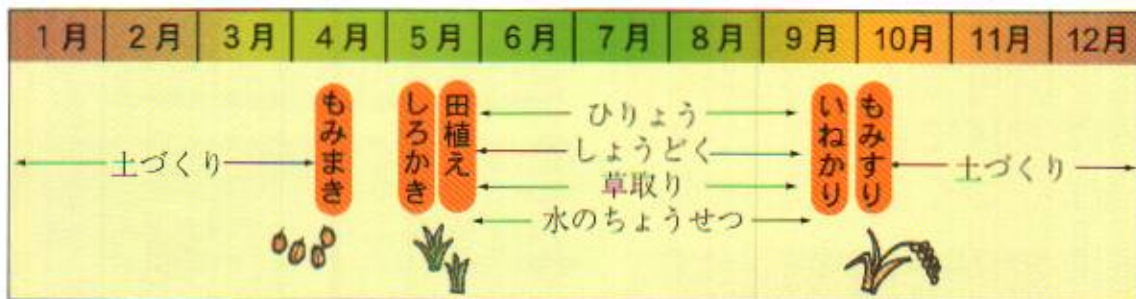 1月 2月 3月 4月 5月 6月 7月 8月 9月 10月 11月 12月
土づくり
もみまき
しろかき
田植え
ひりょう
しょうどく
草取り
水のちょうせつ
いねかり
もみすり
土づくり